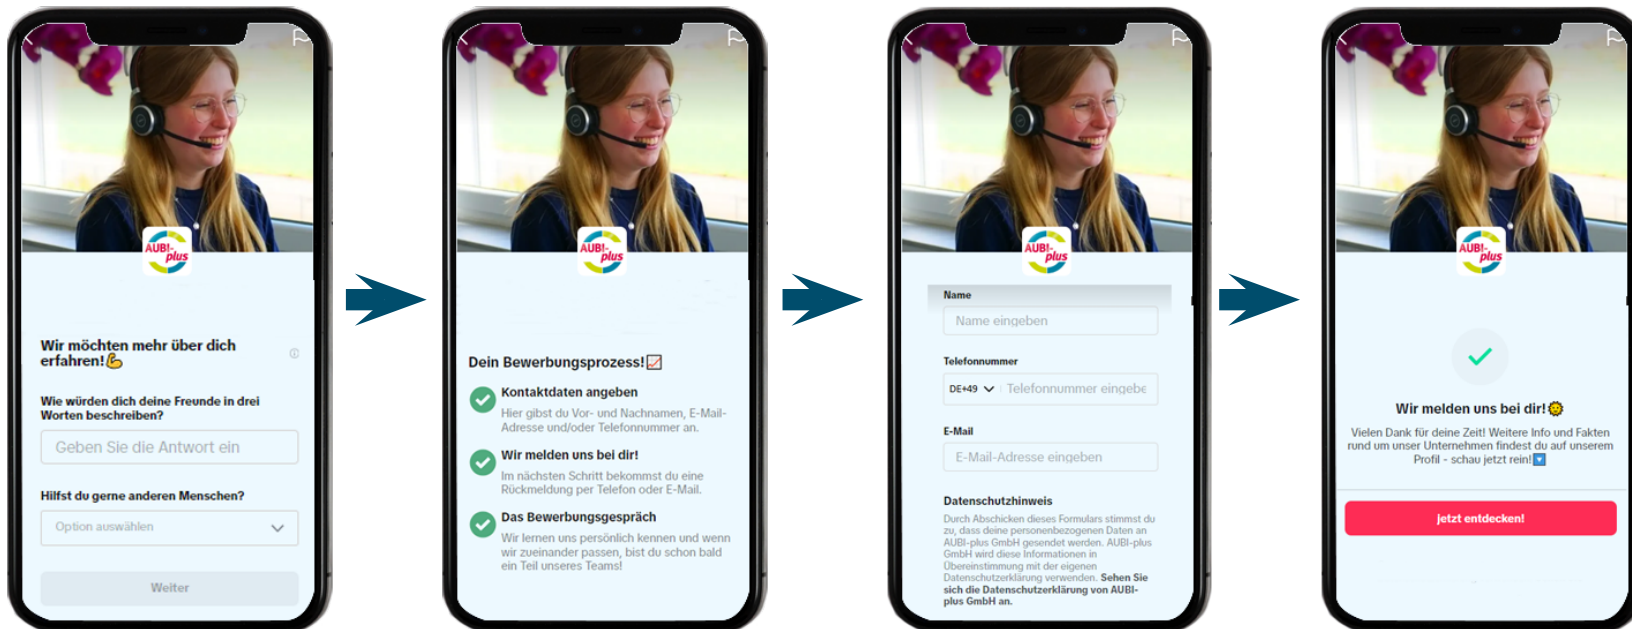 AUBI-
plus
Wir möchten mehr über dich
erfahren!💪
Wie würden dich deine Freunde in drei
Worten beschreiben?
Geben Sie die Antwort ein
Hilfst du gerne anderen Menschen?
Option auswählen
Weiter
AUBI-
plus
Dein Bewerbungsprozess!📈
Kontaktdaten angeben
Hier gibst du Vor- und Nachnamen, E-Mail-
Adresse und/oder Telefonnummer an.
Wir melden uns bei dir!
Im nächsten Schritt bekommst du eine
Rückmeldung per Telefon oder E-Mail.
Das Bewerbungsgespräch
Wir lernen uns persönlich kennen und wenn
wir zueinander passen, bist du schon bald
ein Teil unseres Teams!
AUBI-
plus
Name
Name eingeben
Telefonnummer
DE+49 Telefonnummer eingebe
E-Mail
E-Mail-Adresse eingeben
Datenschutzhinweis
Durch Abschicken dieses Formulars stimmst du
zu, dass deine personenbezogenen Daten an
AUBI-plus GmbH gesendet werden. AUBI-plus
GmbH wird diese Informationen in
Übereinstimmung mit der eigenen
Datenschutzerklärung verwenden. Sehen Sie
sich die Datenschutzerklärung von AUBI-
plus GmbH an.
AUBI-
plus
Wir melden uns bei dir!🌞
Vielen Dank für deine Zeit! Weitere Info und Fakten
rund um unser Unternehmen findest du auf unserem
Profil - schau jetzt rein!🔽
jetzt entdecken!